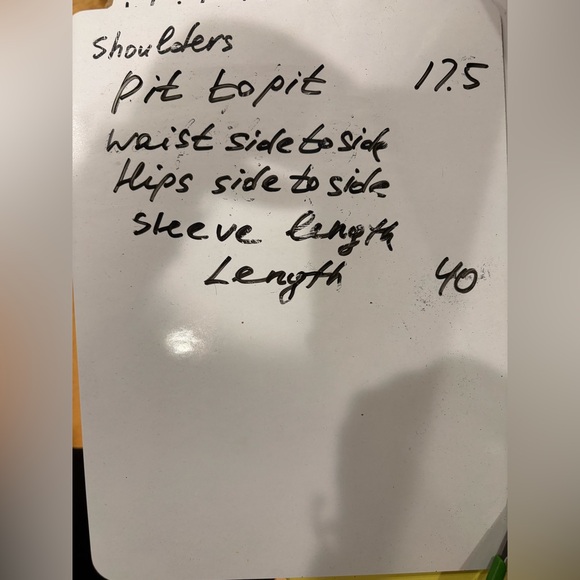 Shoulders
Pit to pit 17.5
waist side to side
Hips side to side
Sleeve length
Length 40